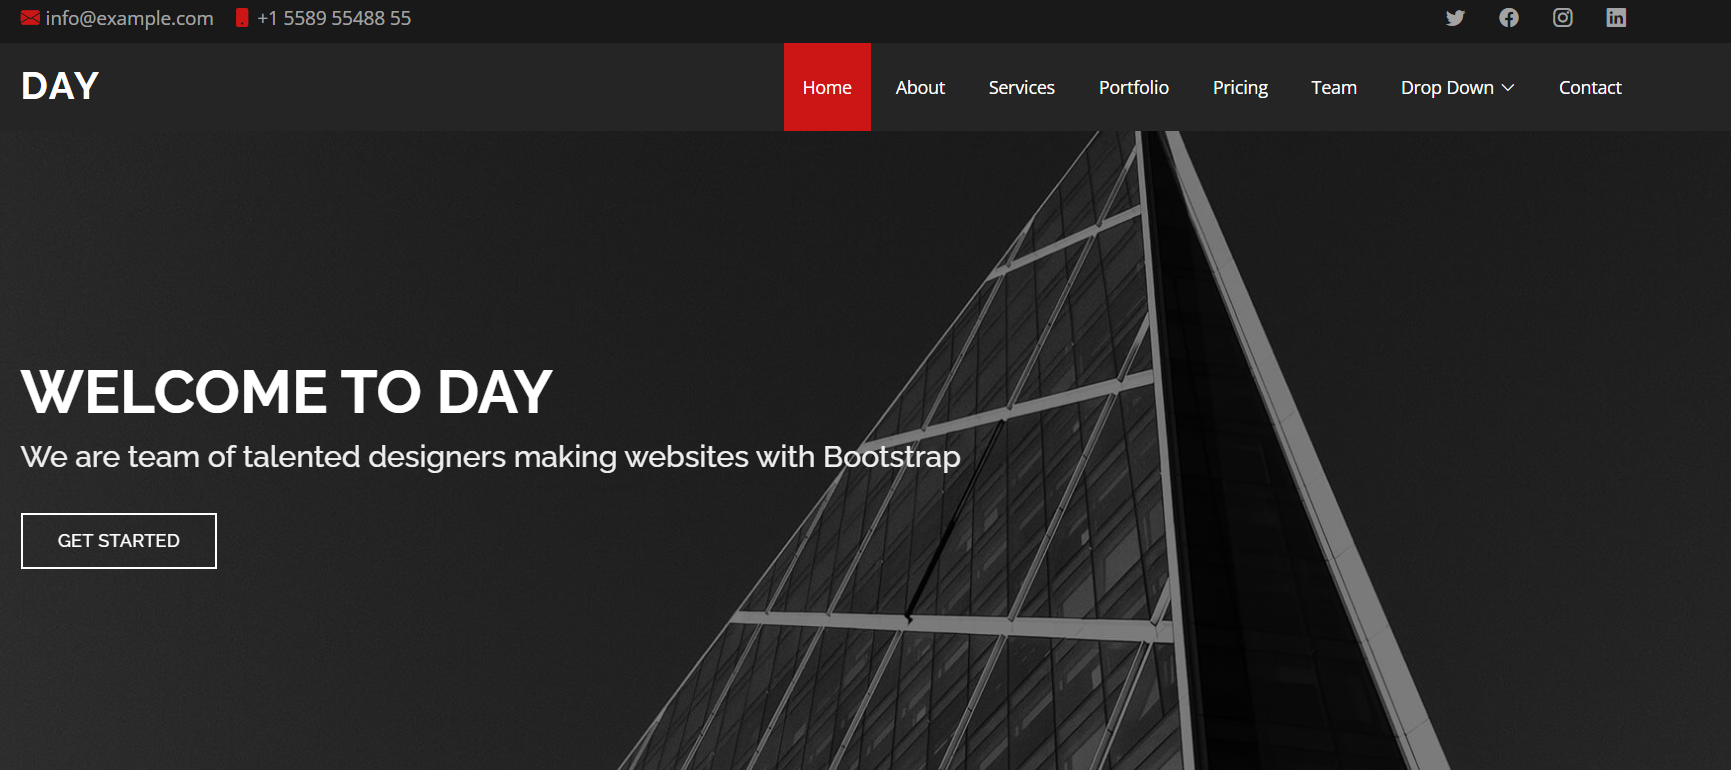 info@example.com +1 5589 55488 55
DAY
Home About Services Portfolio Pricing Team Drop Down Contact
WELCOME TO DAY
We are team of talented designers making websites with Bootstrap
GET STARTED